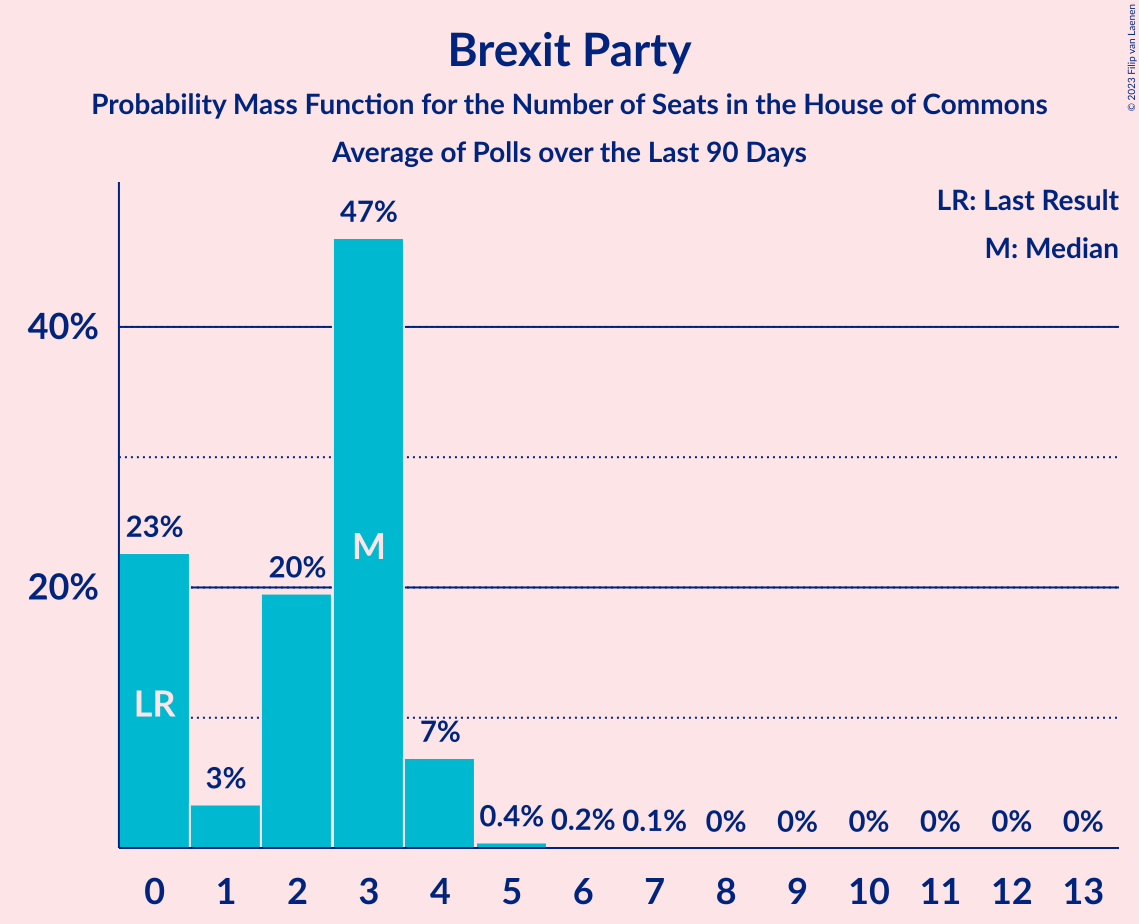 Brexit Party
Probability Mass Function for the Number of Seats in the House of Commons
Average of Polls over the Last 90 Days
© 2023 Filip van Laenen
LR: Last Result
M: Median
40%
20%
23%
3%
20%
47%
7%
0.4%
0.2%
0.1%
0%
0%
0%
0%
0%
0%
LR
M
0 1 2 3 4 5 6 7 8 9 10 11 12 13